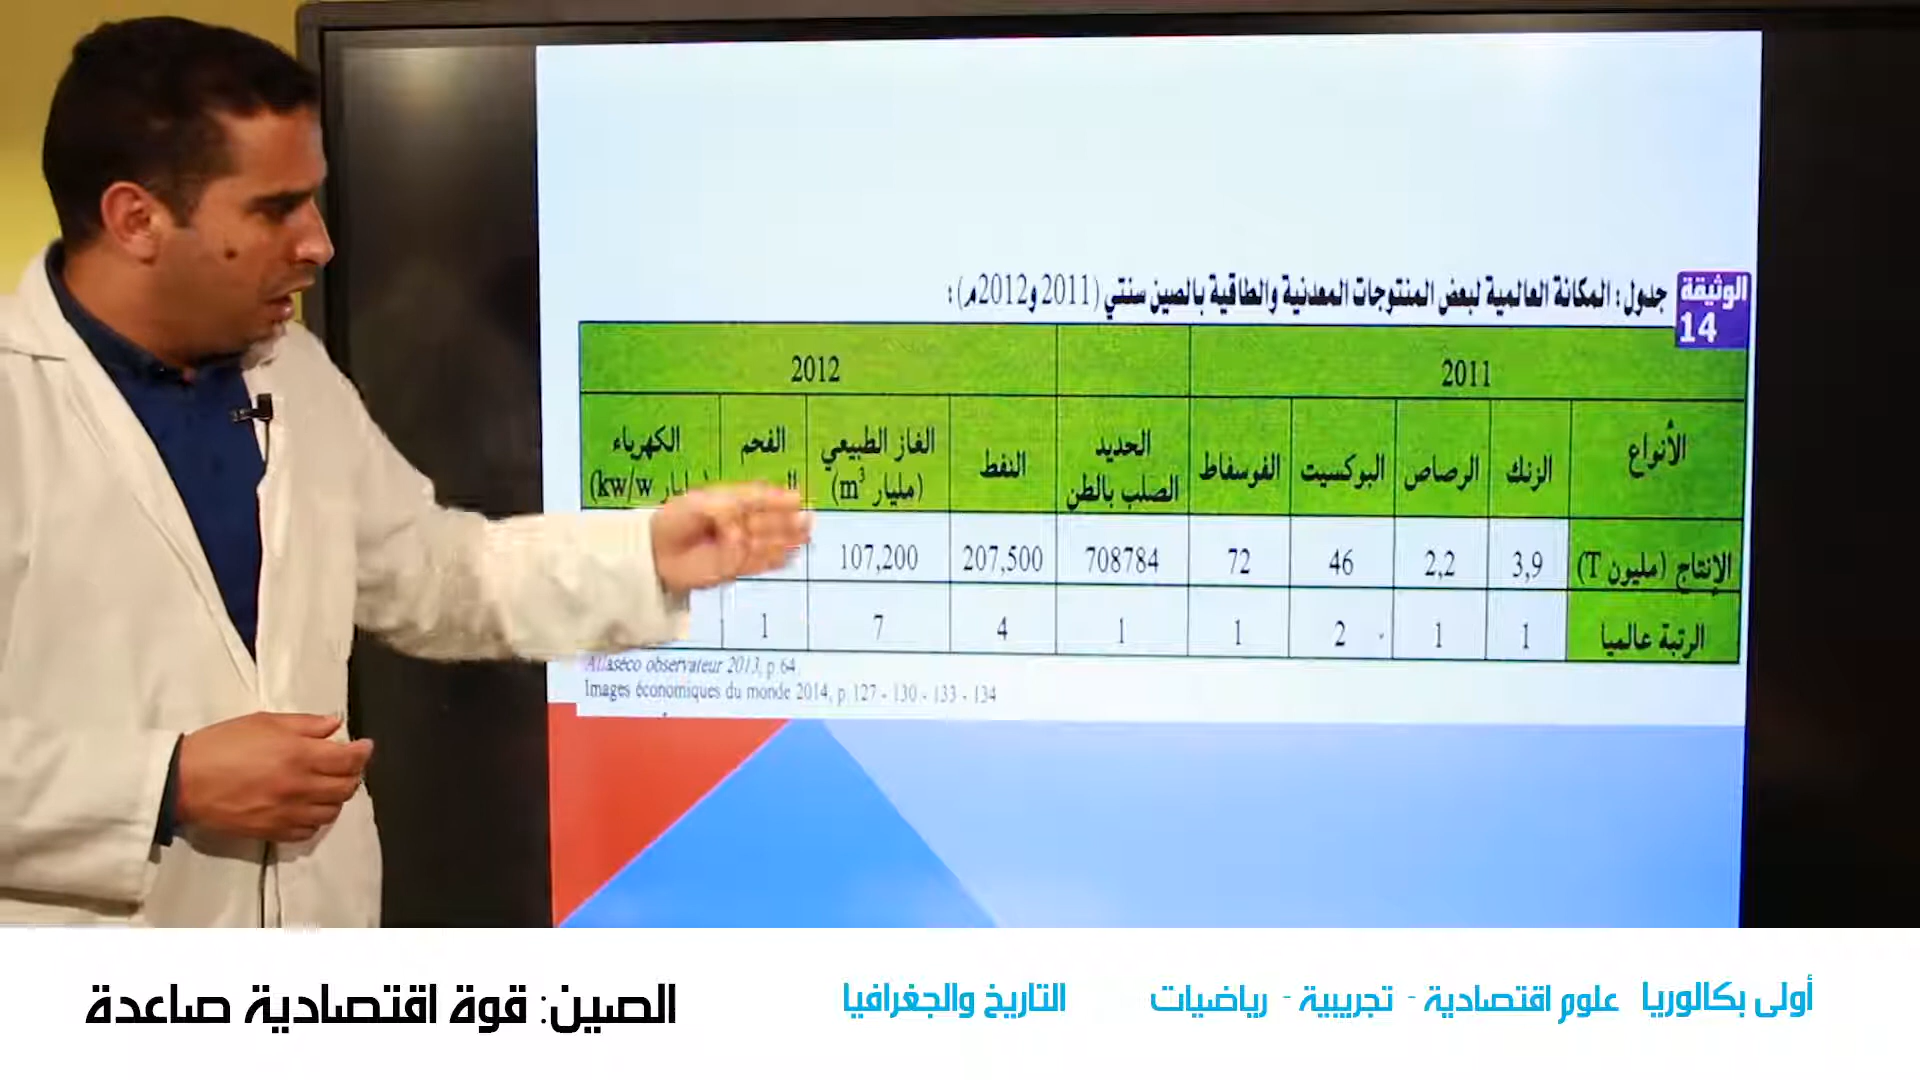 الوثيقة
14
جدول: المكانة العالمية لبعض المنتوجات المعدنية والطاقية بالصين سنتي (2011 و2012م):
2011 2012
الأنواع الزنك الرصاص البوكسيت الفوسفاط الحديد الصلب بالطن النفط الغاز الطبيعي (مليار m³) الفحم الكهرباء (kw/w
الإنتاج (مليون T) 3,9 2,2 46 72 708784 207,500 107,200
الرتبة عالميا 1 1 2 1 1 4 7 1
observateur 2013, p.64.
Images économiques du monde 2014, p. 127 - 130 - 133 - 134
أولى بكالوريا علوم اقتصادية - تجريبية - رياضيات التاريخ والجغرافيا الصين: قوة اقتصادية صاعدة